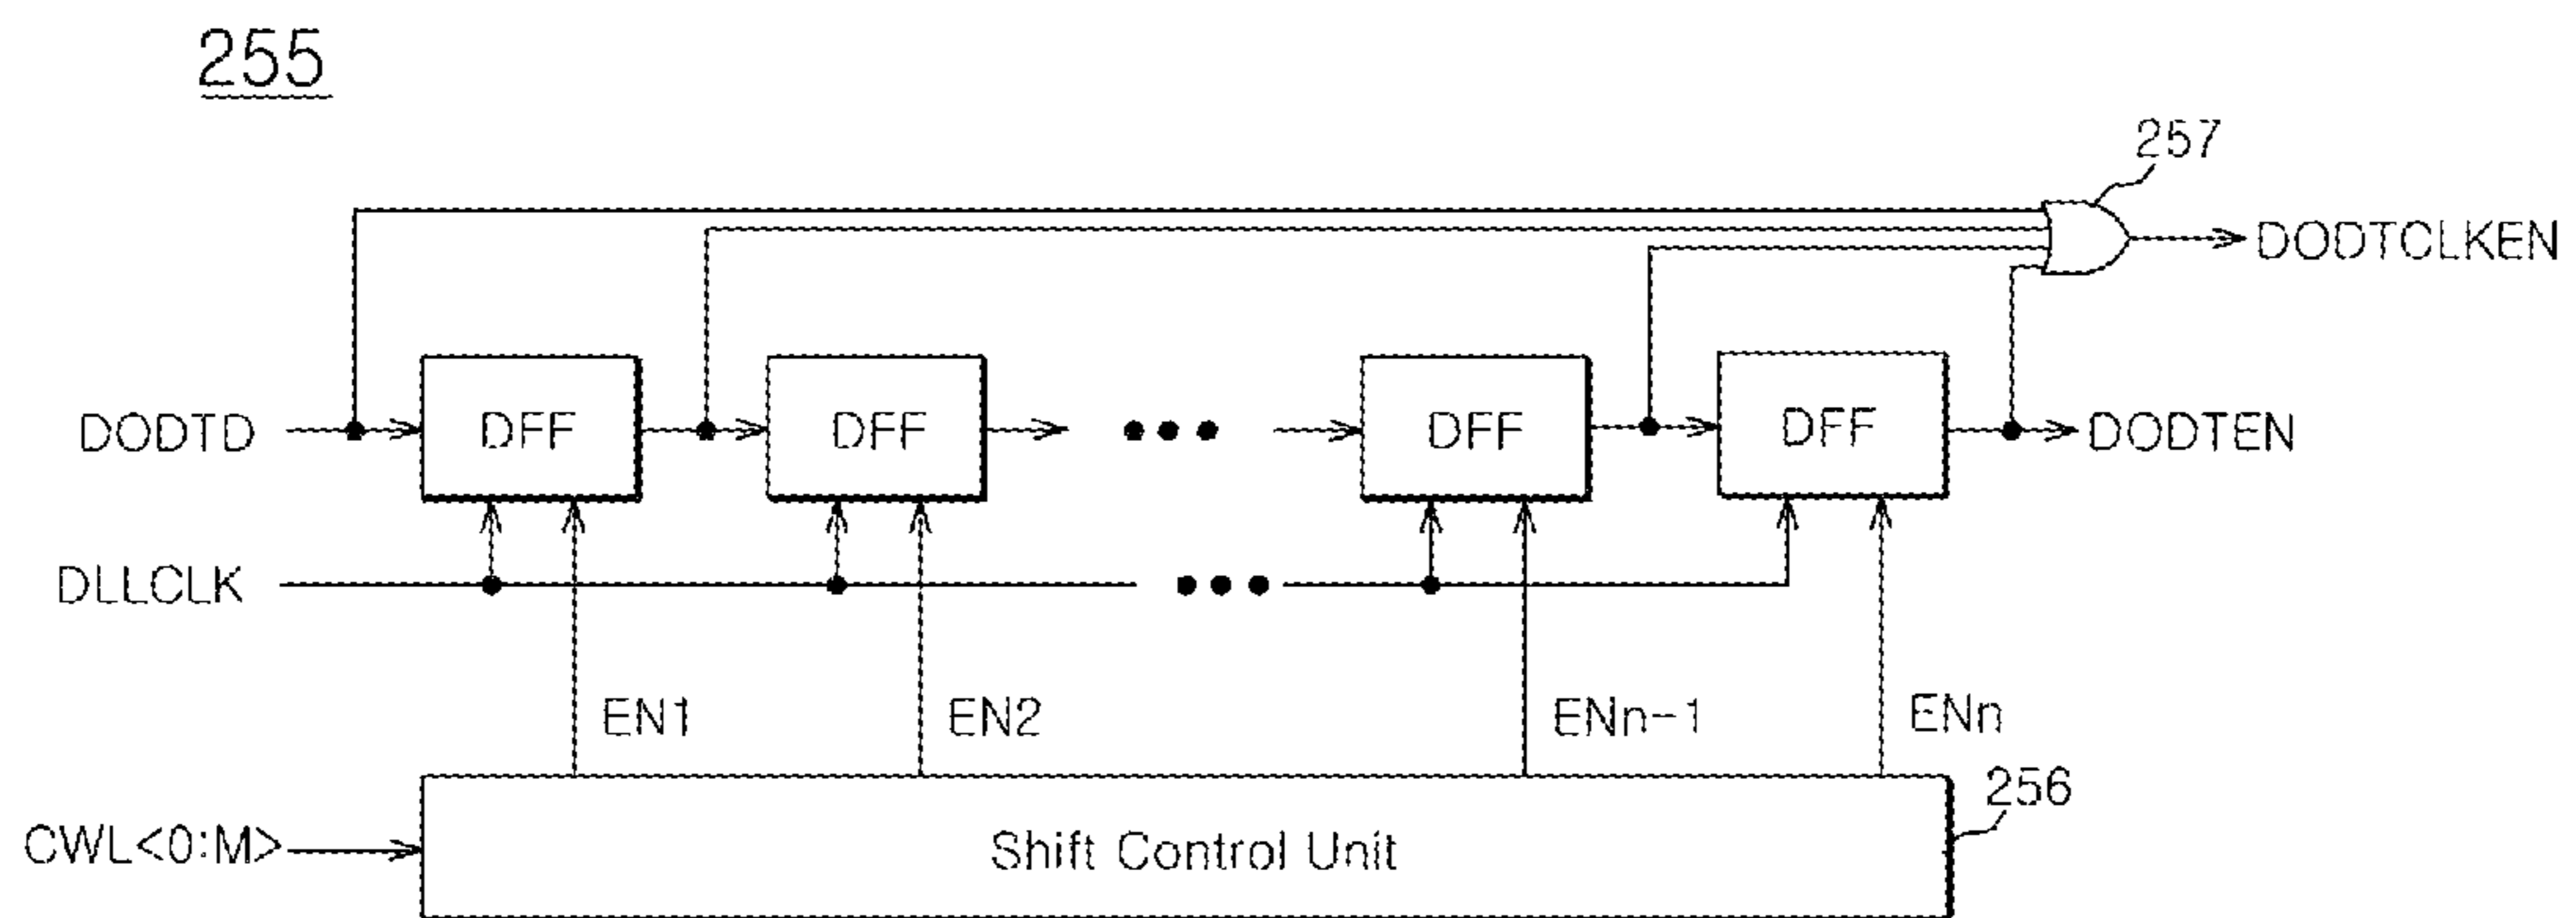 255
257
DODTCLKEN
DODTD
DFF
DFF
DFF
DFF
DODTEN
DLLCLK
EN1
EN2
ENn-1
ENn
256
CWL<0:M>
Shift Control Unit